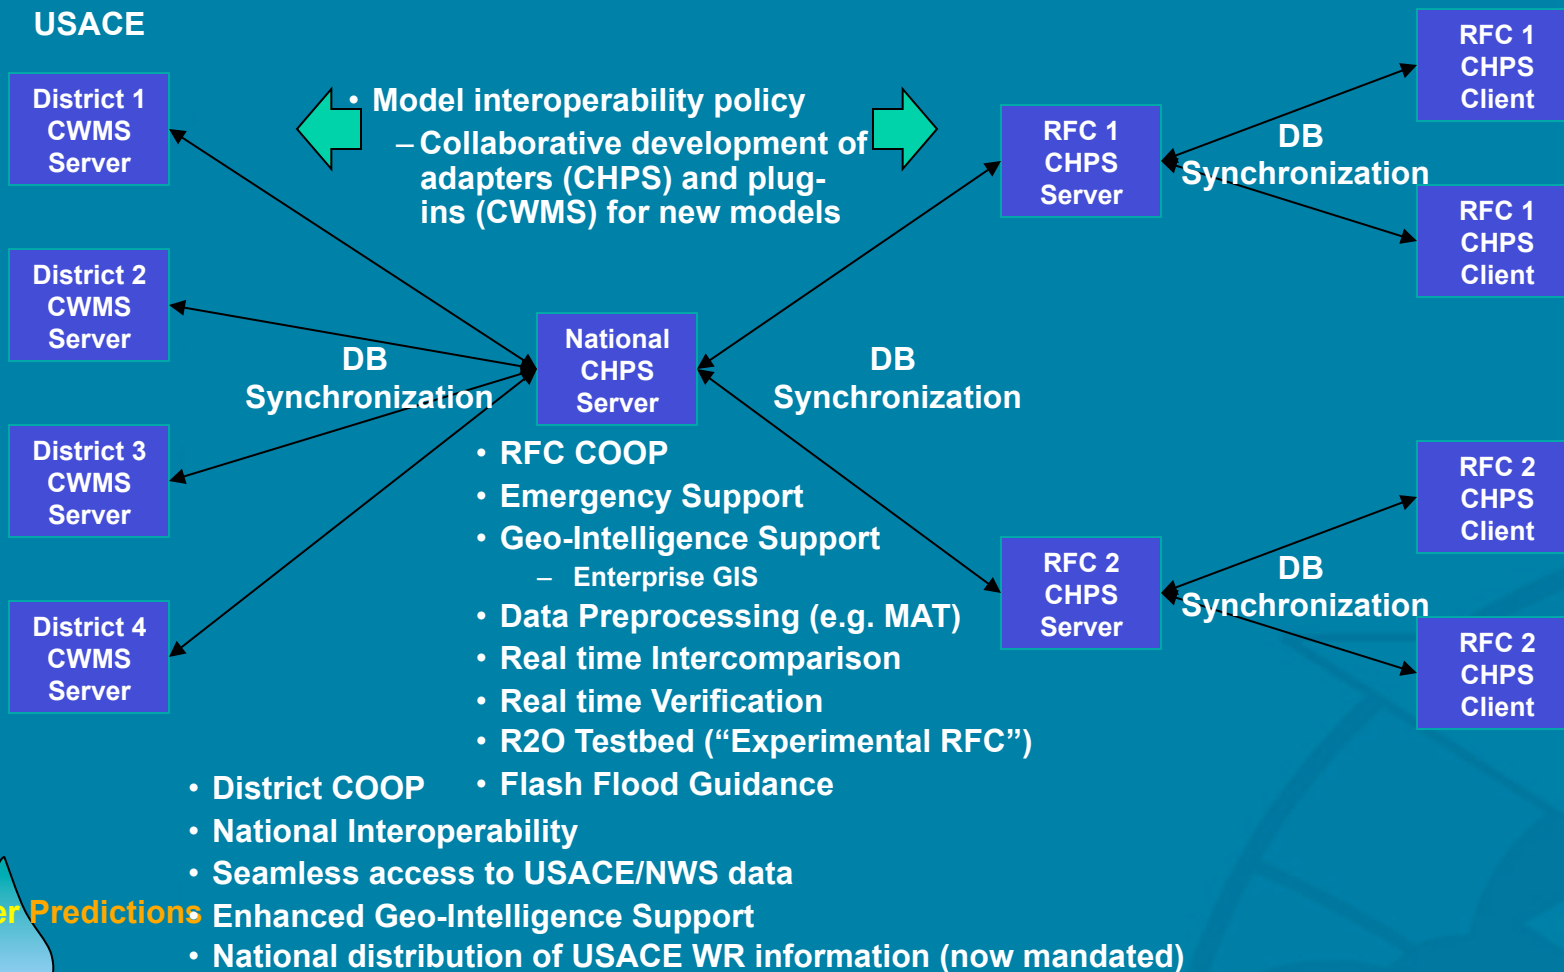 USACE
District 1
CWMS
Server
District 2
CWMS
Server
District 3
CWMS
Server
District 4
CWMS
Server
• Model interoperability policy
– Collaborative development of
adapters (CHPS) and plug-
ins (CWMS) for new models
DB
Synchronization
National
CHPS
Server
DB
Synchronization
RFC 1
CHPS
Server
DB
Synchronization
RFC 1
CHPS
Client
RFC 1
CHPS
Client
RFC 2
CHPS
Server
DB
Synchronization
RFC 2
CHPS
Client
RFC 2
CHPS
Client
• RFC COOP
• Emergency Support
• Geo-Intelligence Support
– Enterprise GIS
• Data Preprocessing (e.g. MAT)
• Real time Intercomparison
• Real time Verification
• R2O Testbed (“Experimental RFC”)
• Flash Flood Guidance
• District COOP
• National Interoperability
• Seamless access to USACE/NWS data
• Enhanced Geo-Intelligence Support
• National distribution of USACE WR information (now mandated)
er Predictions